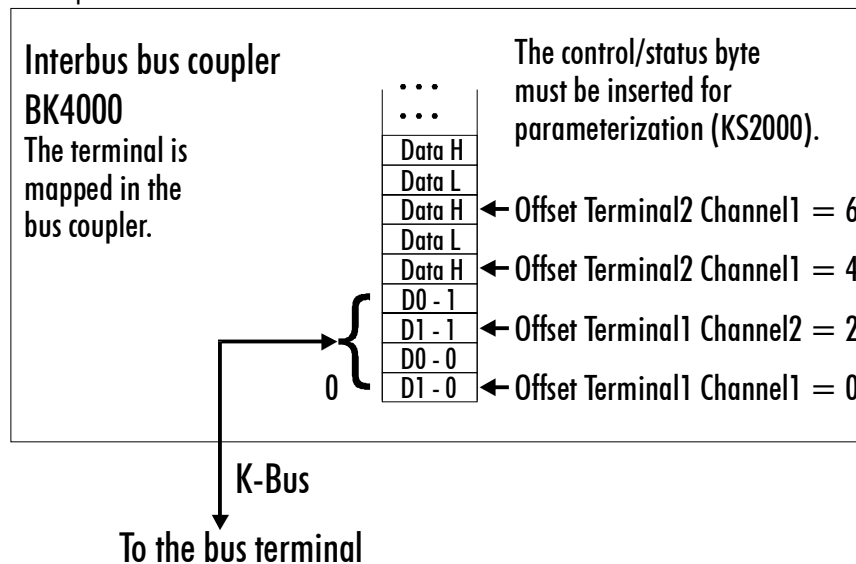 Interbus bus coupler
BK4000
The terminal is
mapped in the
bus coupler.
The control/status byte
must be inserted for
parameterization (KS2000).
• • •
• • •
Data H
Data L
Data H ← Offset Terminal2 Channel1 = 6
Data L
Data H ← Offset Terminal2 Channel1 = 4
D0 - 1
D1 - 1 ← Offset Terminal1 Channel2 = 2
D0 - 0
0 D1 - 0 ← Offset Terminal1 Channel1 = 0
K-Bus
To the bus terminal